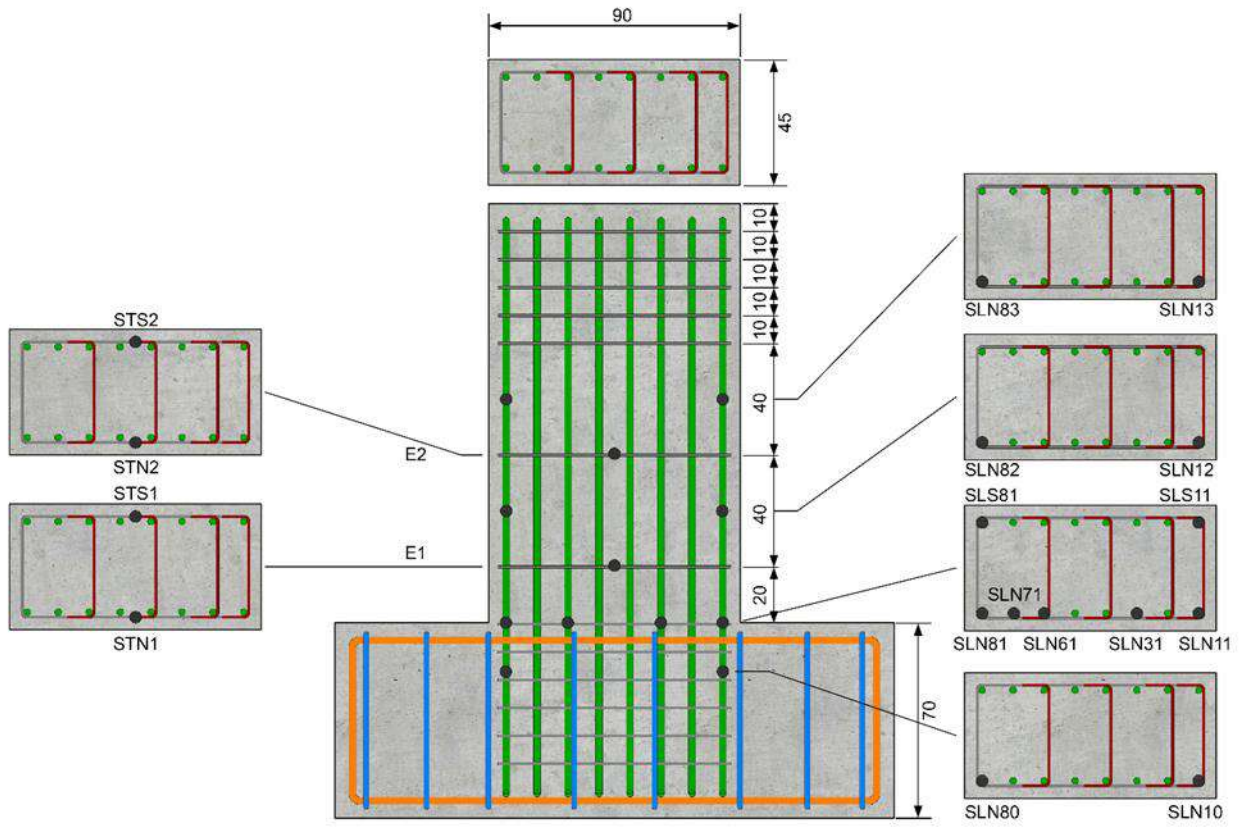 90
45
10
10
10
10
10
40
40
20
70
STS2
STN2
STS1
STN1
E2
E1
SLN83 SLN13
SLN82 SLN12
SLS81 SLS11
SLN71
SLN81 SLN61 SLN31 SLN11
SLN80 SLN10